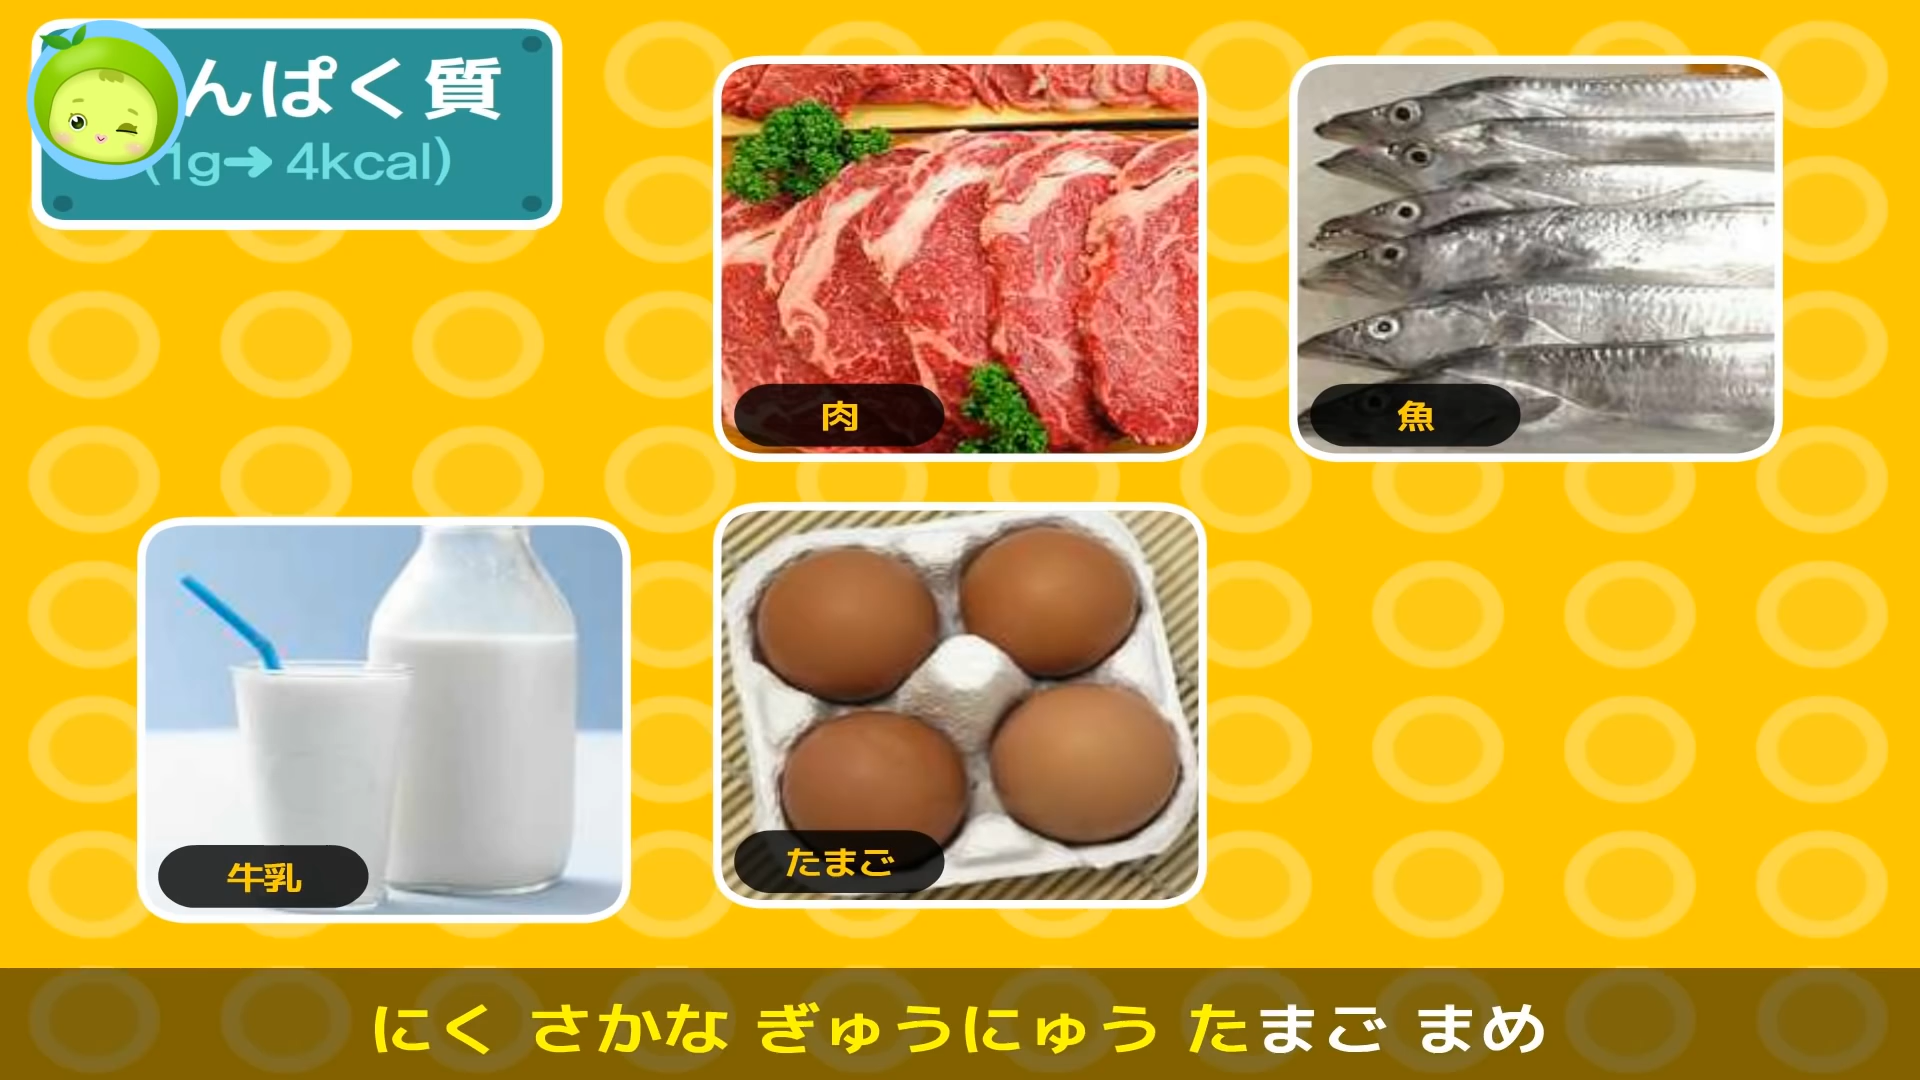 んぱく質
(1g→ 4kcal)
肉
魚
牛乳
たまご
にく さかな ぎゅうにゅう たまご まめ